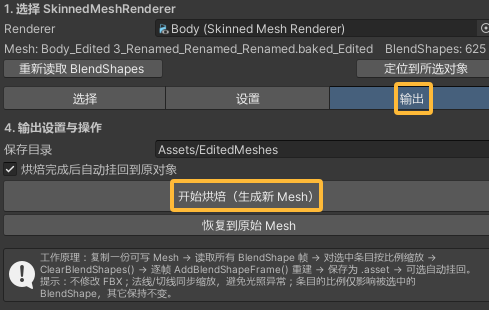 1. 选择 SkinnedMeshRenderer
Renderer Body (Skinned Mesh Renderer)
Mesh: Body_Edited 3_Renamed_Renamed_Renamed.baked_Edited BlendShapes: 625
重新读取 BlendShapes 定位到所选对象
选择 设置 输出
4. 输出设置与操作
保存目录 Assets/EditedMeshes
烘焙完成后自动挂回到原对象
开始烘焙（生成新 Mesh）
恢复到原始 Mesh
工作原理：复制一份可写 Mesh → 读取所有 BlendShape 帧 → 对选中条目按比例缩放 →
ClearBlendShapes() → 逐帧 AddBlendShapeFrame() 重建 → 保存为 .asset → 可选自动挂回。
提示：不修改 FBX；法线/切线同步缩放，避免光照异常；条目的比例仅影响被选中的
BlendShape，其它保持不变。